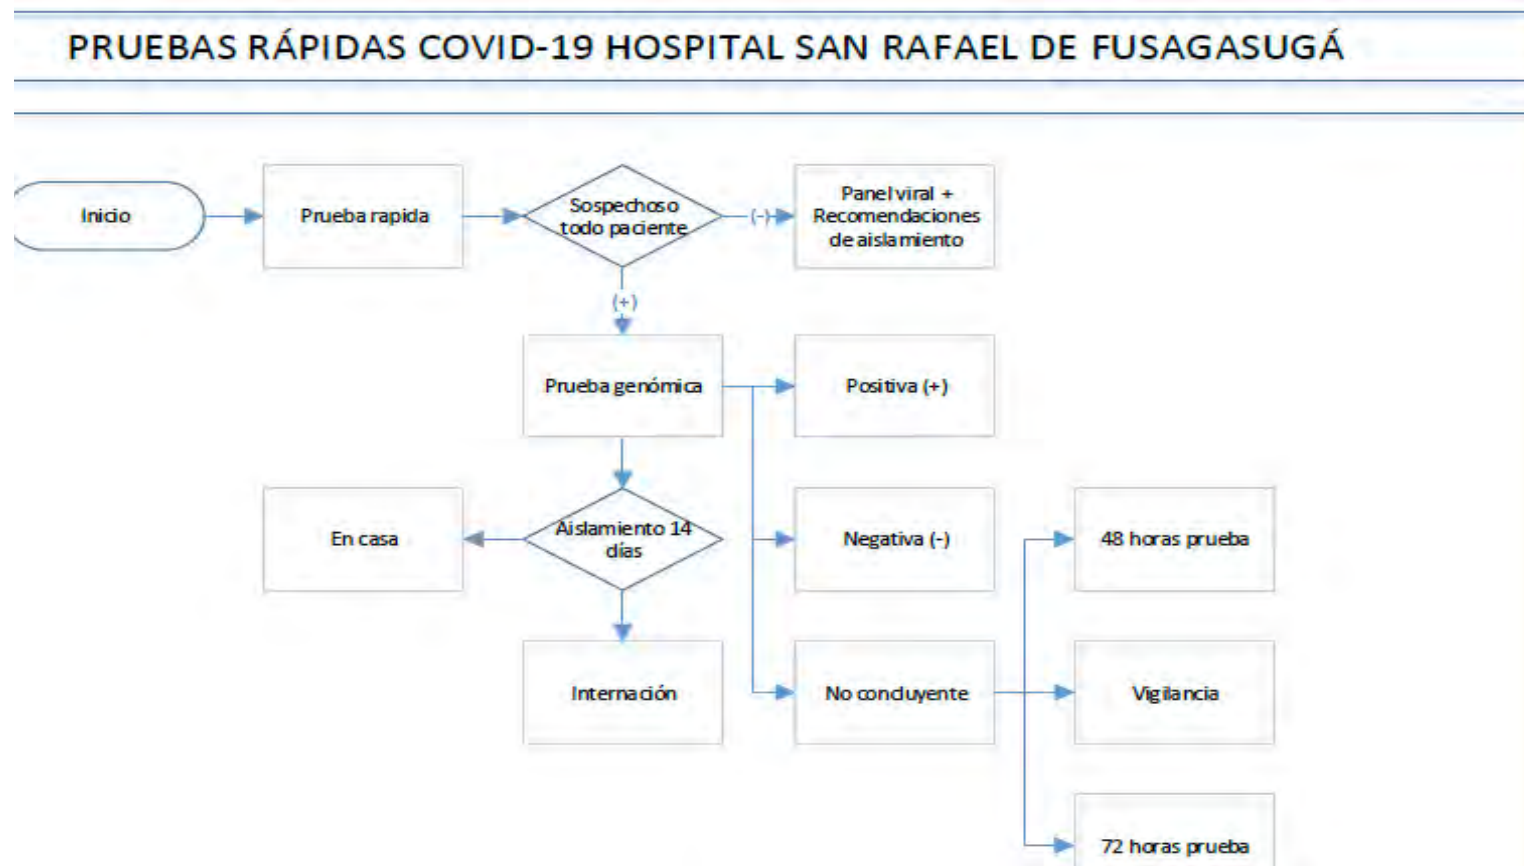 PRUEBAS RÁPIDAS COVID-19 HOSPITAL SAN RAFAEL DE FUSAGASUGÁ
Inicio
Prueba rapida
Sospechoso
todo paciente
(-)
Panel viral +
Recomendaciones
de aislamiento
(+)
Prueba genómica
Positiva (+)
En casa
Aislamiento 14
días
Negativa (-)
48 horas prueba
Internación
No concluyente
Vigilancia
72 horas prueba